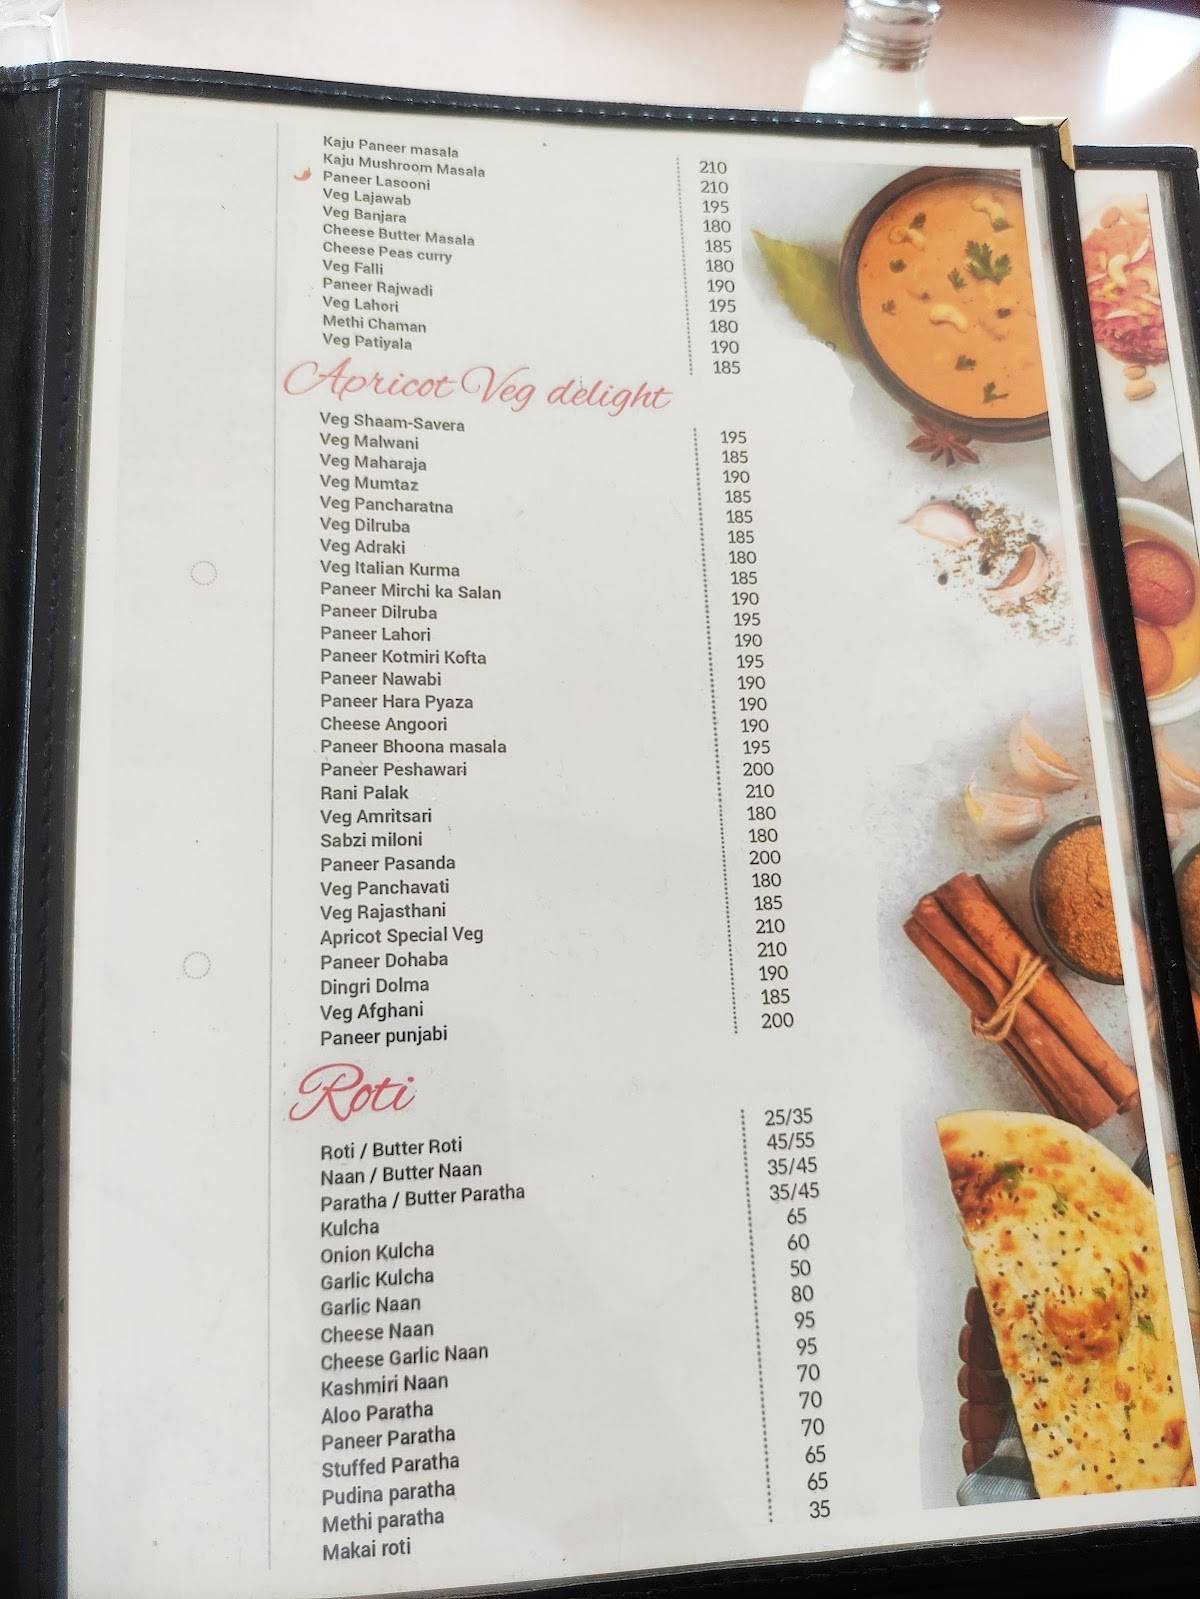 Kaju Paneer masala
Kaju Mushroom Masala
Paneer Lasooni
Veg Lajawab
Veg Banjara
Cheese Butter Masala
Cheese Peas curry
Veg Falli
Paneer Rajwadi
Veg Lahori
Methi Chaman
Veg Patiyala
210
210
195
180
185
180
190
195
180
190
185
Apricot Veg delight
Veg Shaam-Savera 195
Veg Malwani 185
Veg Maharaja 190
Veg Mumtaz 185
Veg Pancharatna 185
Veg Dilruba 185
Veg Adraki 180
Veg Italian Kurma 185
Paneer Mirchi ka Salan 190
Paneer Dilruba 195
Paneer Lahori 190
Paneer Kotmiri Kofta 195
Paneer Nawabi 190
Paneer Hara Pyaza 190
Cheese Angoori 190
Paneer Bhoona masala 195
Paneer Peshawari 200
Rani Palak 210
Veg Amritsari 180
Sabzi miloni 180
Paneer Pasanda 200
Veg Panchavati 180
Veg Rajasthani 185
Apricot Special Veg 210
Paneer Dohaba 210
Dingri Dolma 190
Veg Afghani 185
Paneer punjabi 200
Roti
Roti / Butter Roti 25/35
Naan / Butter Naan 45/55
Paratha / Butter Paratha 35/45
Kulcha 35/45
Onion Kulcha 65
Garlic Kulcha 60
Garlic Naan 50
Cheese Naan 80
Cheese Garlic Naan 95
Kashmiri Naan 95
Aloo Paratha 70
Paneer Paratha 70
Stuffed Paratha 70
Pudina paratha 65
Methi paratha 65
Makai roti 35